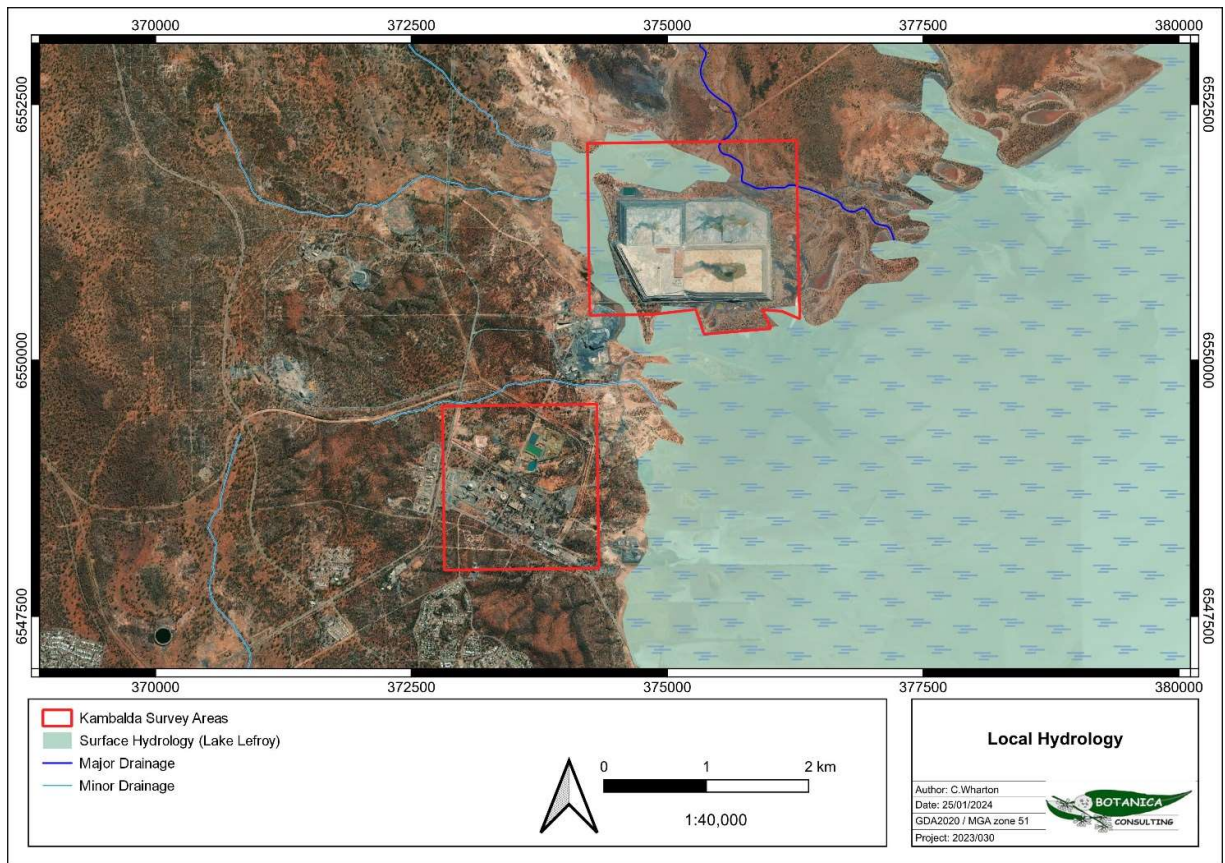 370000 372500 375000 377500 380000
6552500 6552500
6550000 6550000
6547500 6547500
370000 372500 375000 377500 380000
Kambalda Survey Areas
Surface Hydrology (Lake Lefroy)
Major Drainage
Minor Drainage
0 1 2 km
1:40,000
Local Hydrology
Author: C.Wharton
Date: 25/01/2024
GDA2020 / MGA zone 51
Project: 2023/030
BOTANICA
CONSULTING